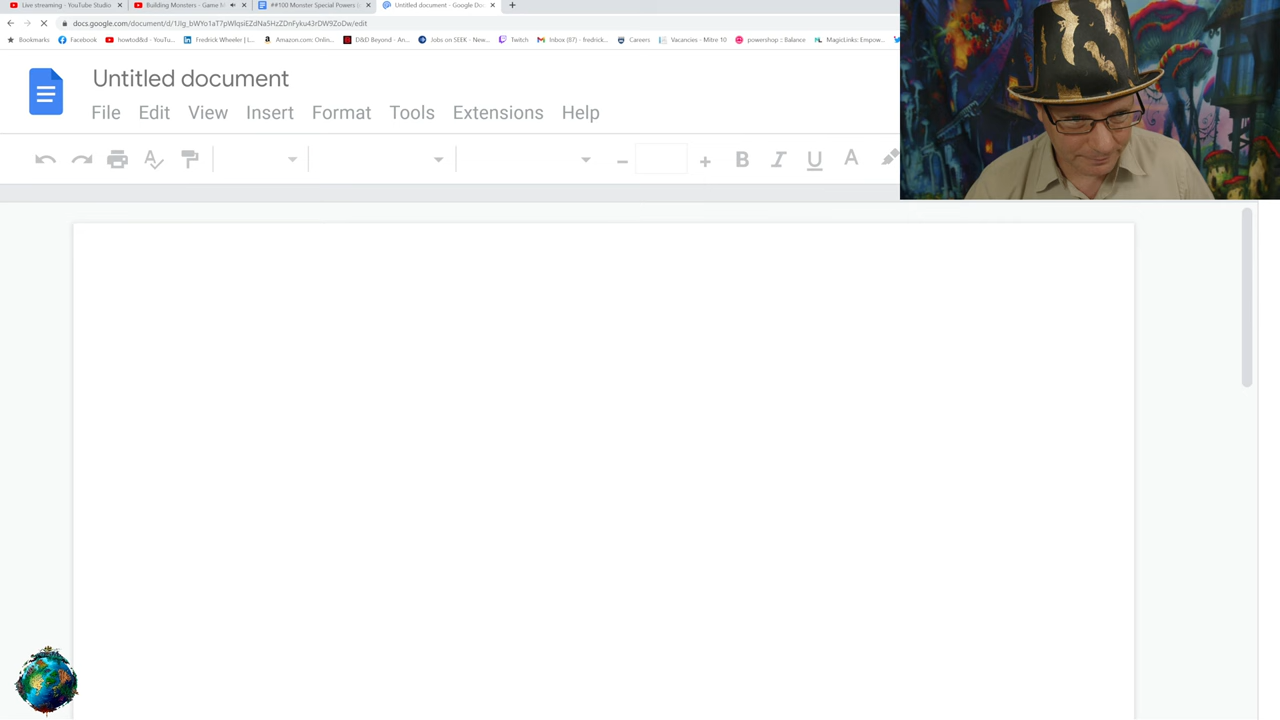 Live streaming - YouTube Studio Building Monsters - Game M ##100 Monster Special Powers Untitled document - Google Doc
docs.google.com/document/d/1Jlg_bWYo1aT7pWlqsiEZdNa5HzZDnFyku43rDW9ZoDw/edit
Bookmarks Facebook howtod&d - YouTu... Fredrick Wheeler | L... Amazon.com: Onlin... D&D Beyond - An... Jobs on SEEK - New... Twitch Inbox (87) - fredrick... Careers Vacancies - Mitre 10 powershop :: Balance MagicLinks: Empow...
Untitled document
File Edit View Insert Format Tools Extensions Help
B I U A